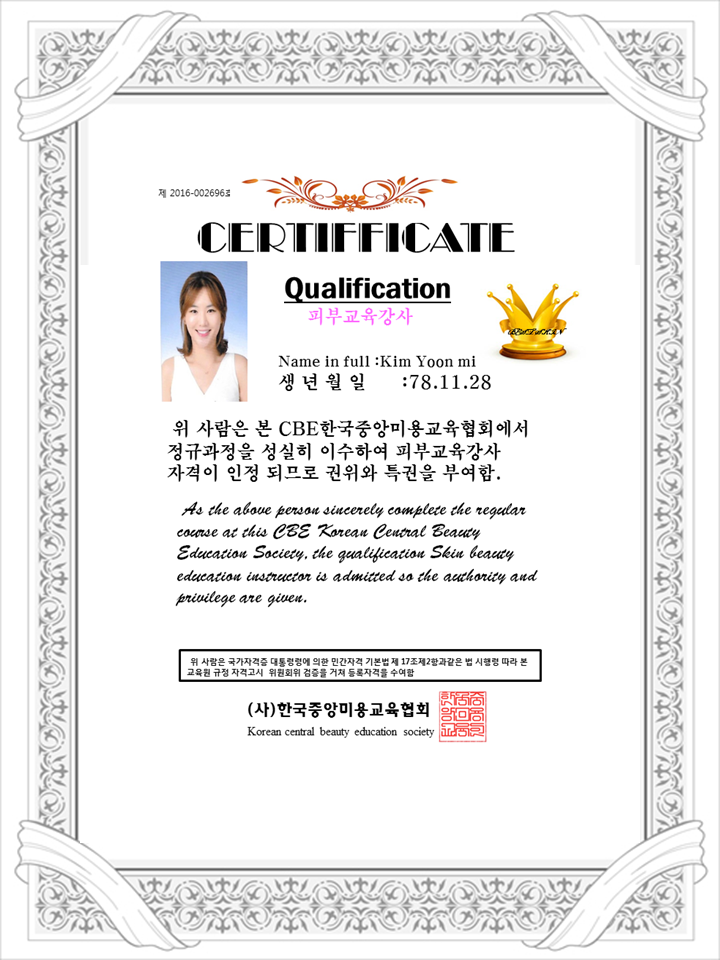 제 2016-002696호
CERTIFFICATE
Qualification
피부교육강사
Name in full :Kim Yoon mi
생 년 월 일 :78.11.28
위 사람은 본 CBE한국중앙미용교육협회에서
정규과정을 성실히 이수하여 피부교육강사
자격이 인정 되므로 권위와 특권을 부여함.
As the above person sincerely complete the regular
course at this CBE Korean Central Beauty
Education Society, the qualification Skin beauty
education instructor is admitted so the authority and
privilege are given.
위 사람은 국가자격증 대통령령에 의한 민간자격 기본법 제 17조제2항과같은 법 시행령 따라 본
교육원 규정 자격고시 위원회위 검증을 거쳐 등록자격을 수여함
(사)한국중앙미용교육협회
Korean central beauty education society